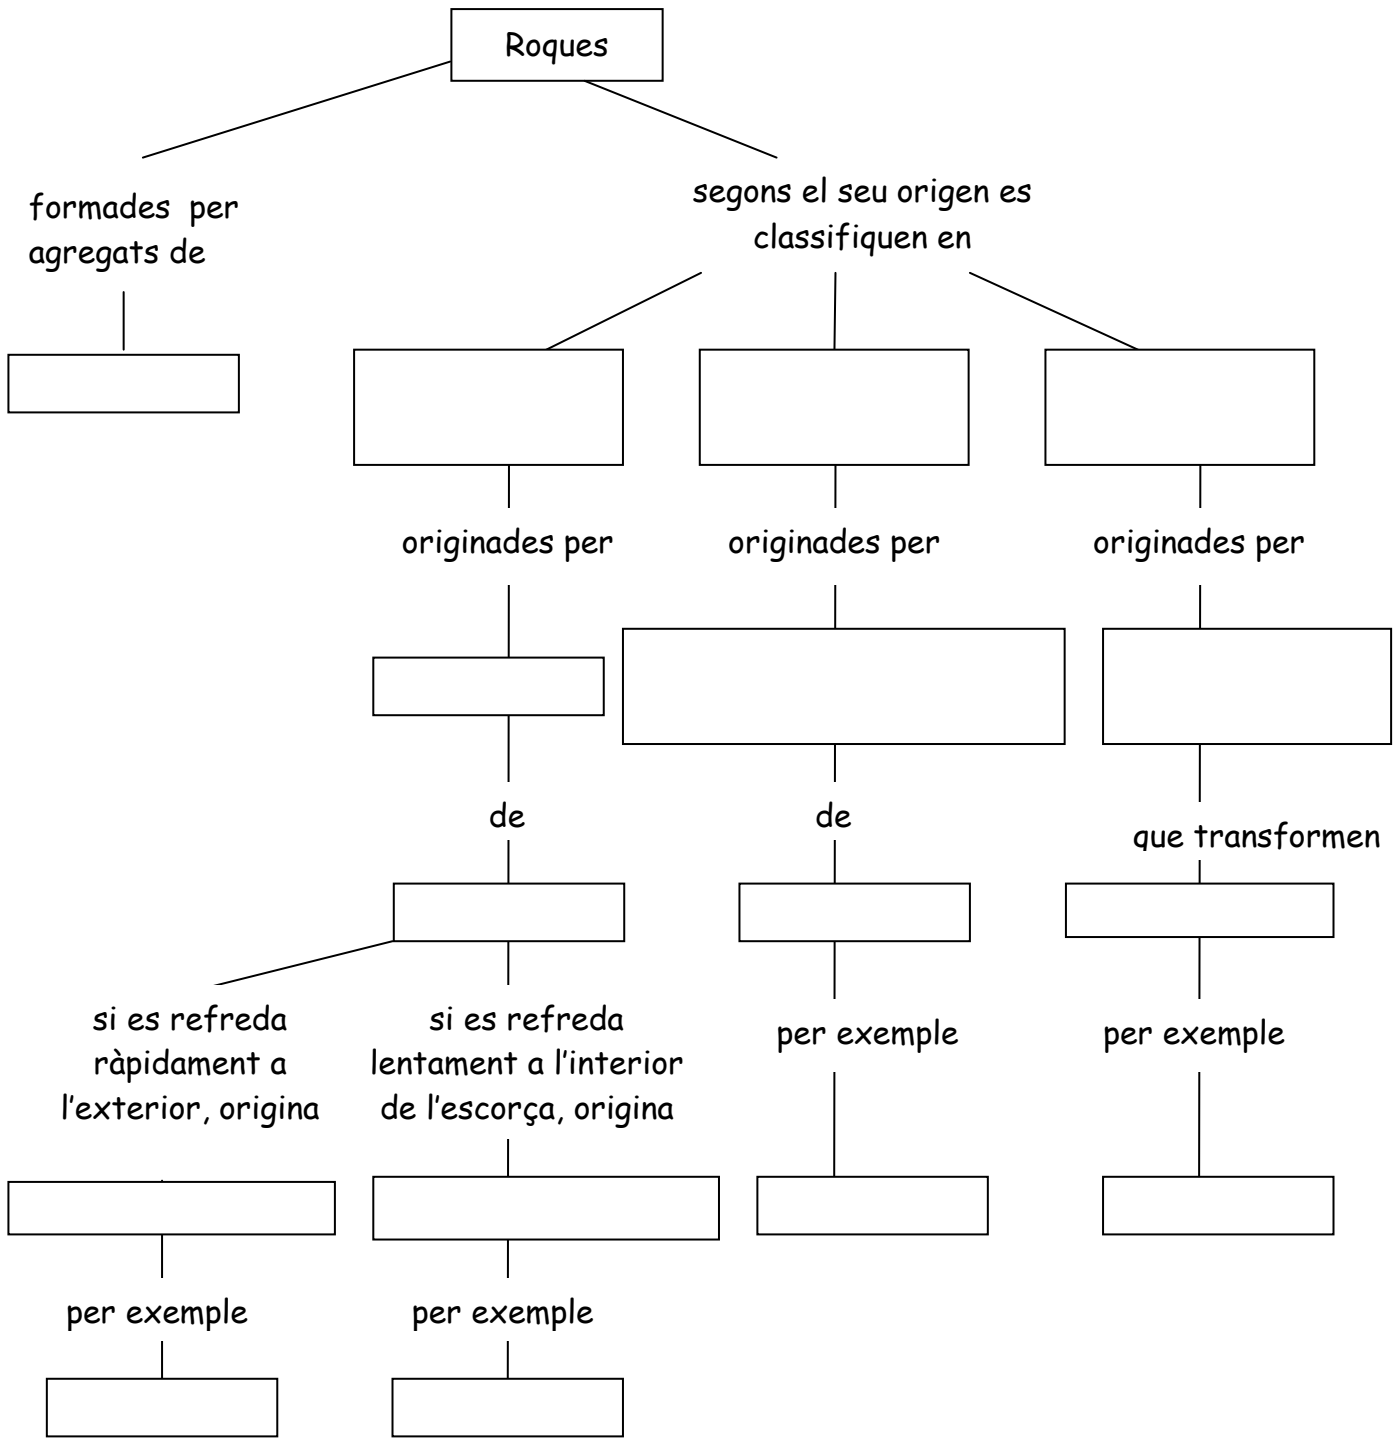 Roques
formades per
agregats de
segons el seu origen es
classifiquen en
originades per
originades per
originades per
de
de
que transformen
si es refreda
ràpidament a
l'exterior, origina
si es refreda
lentament a l'interior
de l'escorça, origina
per exemple
per exemple
per exemple
per exemple